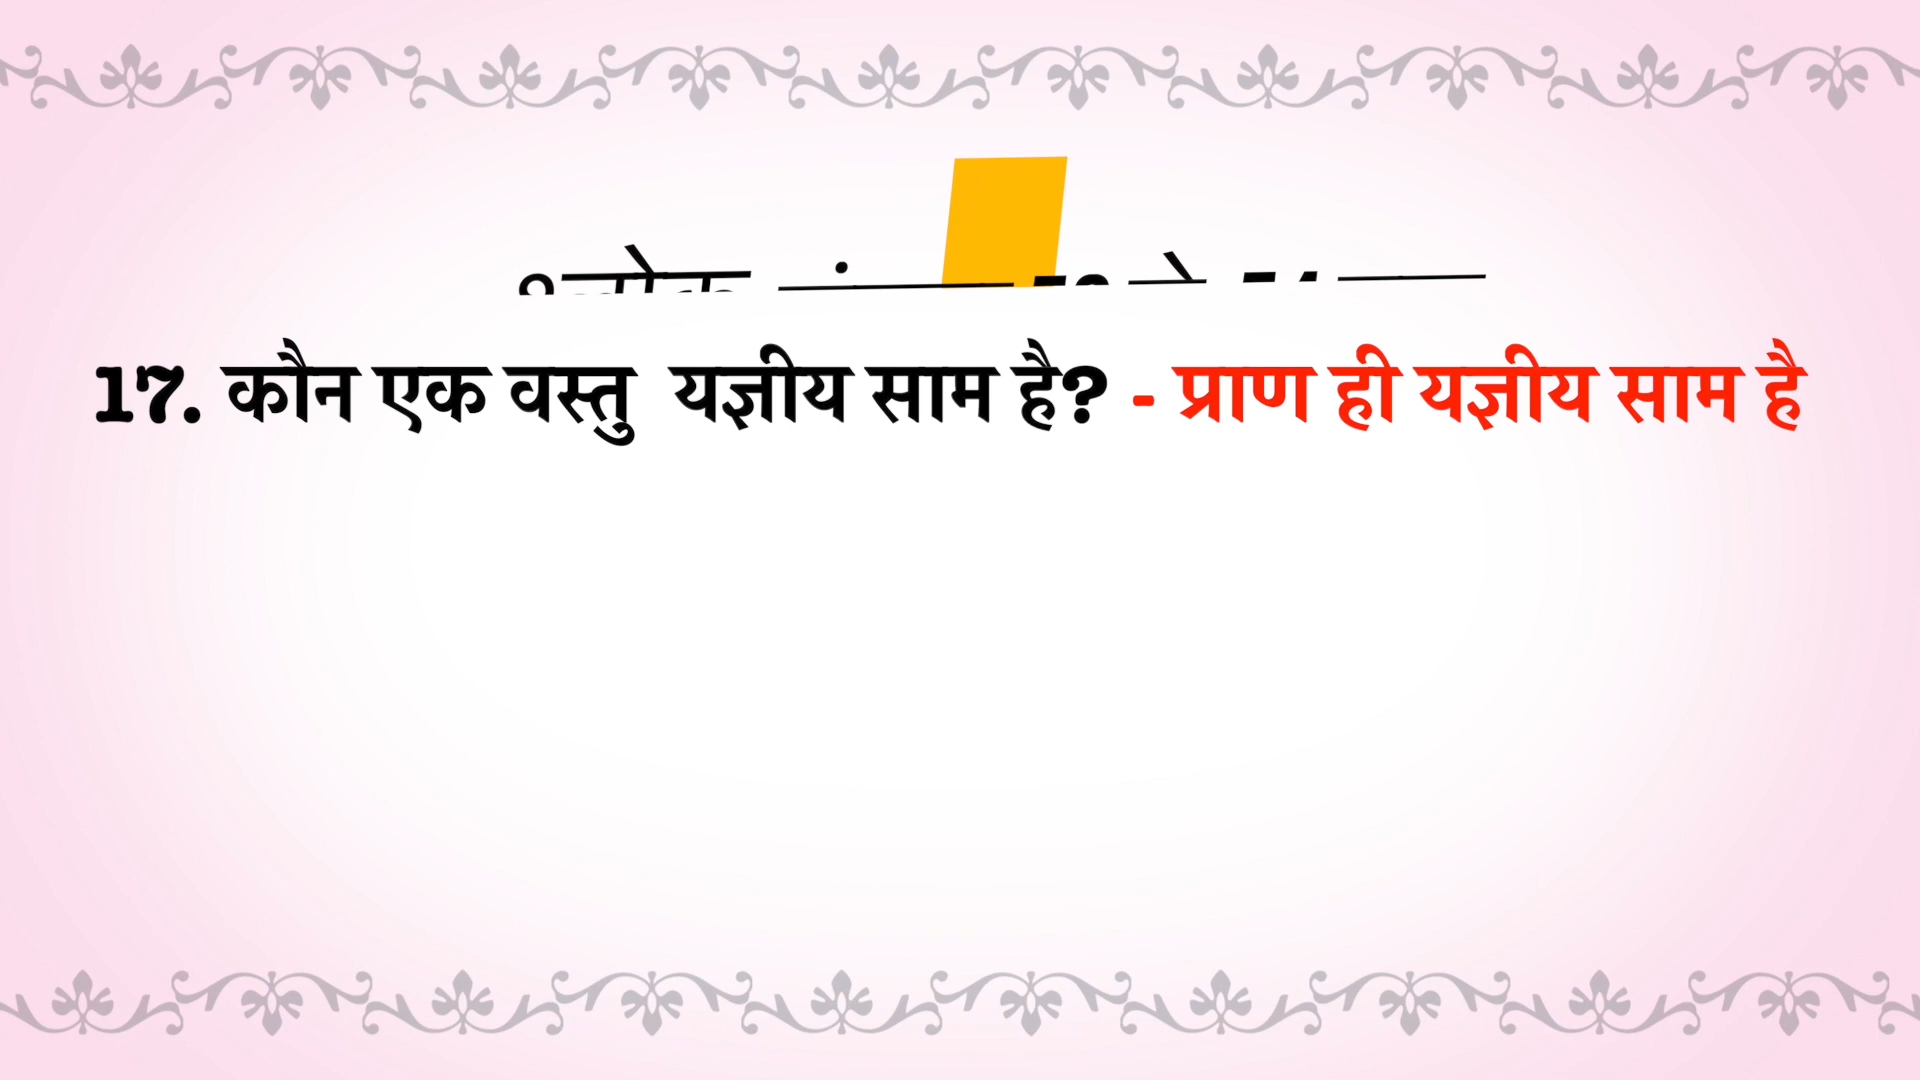 17. कौन एक वस्तु यज्ञीय साम है? - प्राण ही यज्ञीय साम है